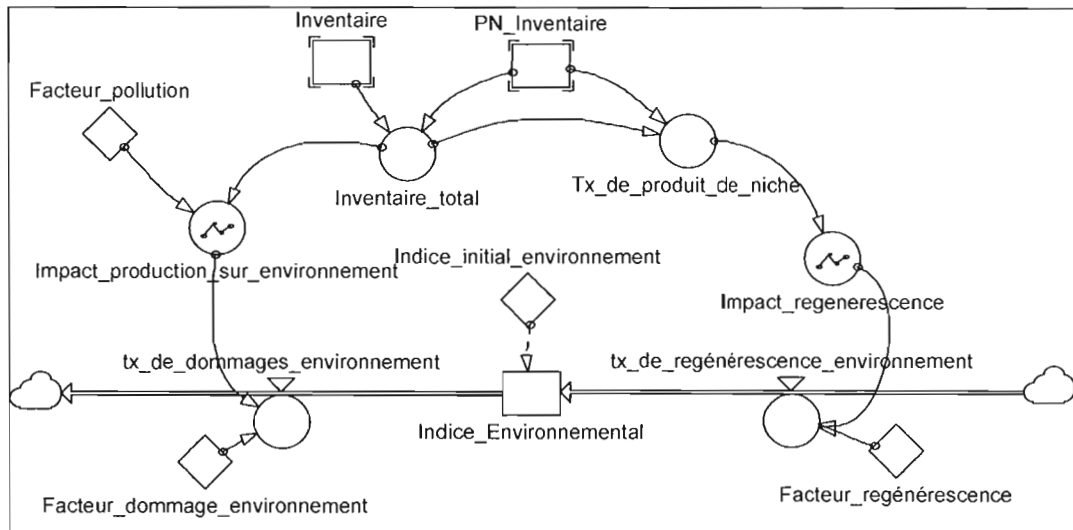 Inventaire
PN_Inventaire
Facteur_pollution
Inventaire_total
Tx_de_produit_de_niche
Impact_production_sur_environnement
Indice_initial_environnement
Impact_regenerescence
tx_de_dommages_environnement
tx_de_regénérescence_environnement
Indice_Environnemental
Facteur_dommage_environnement
Facteur_regénérescence